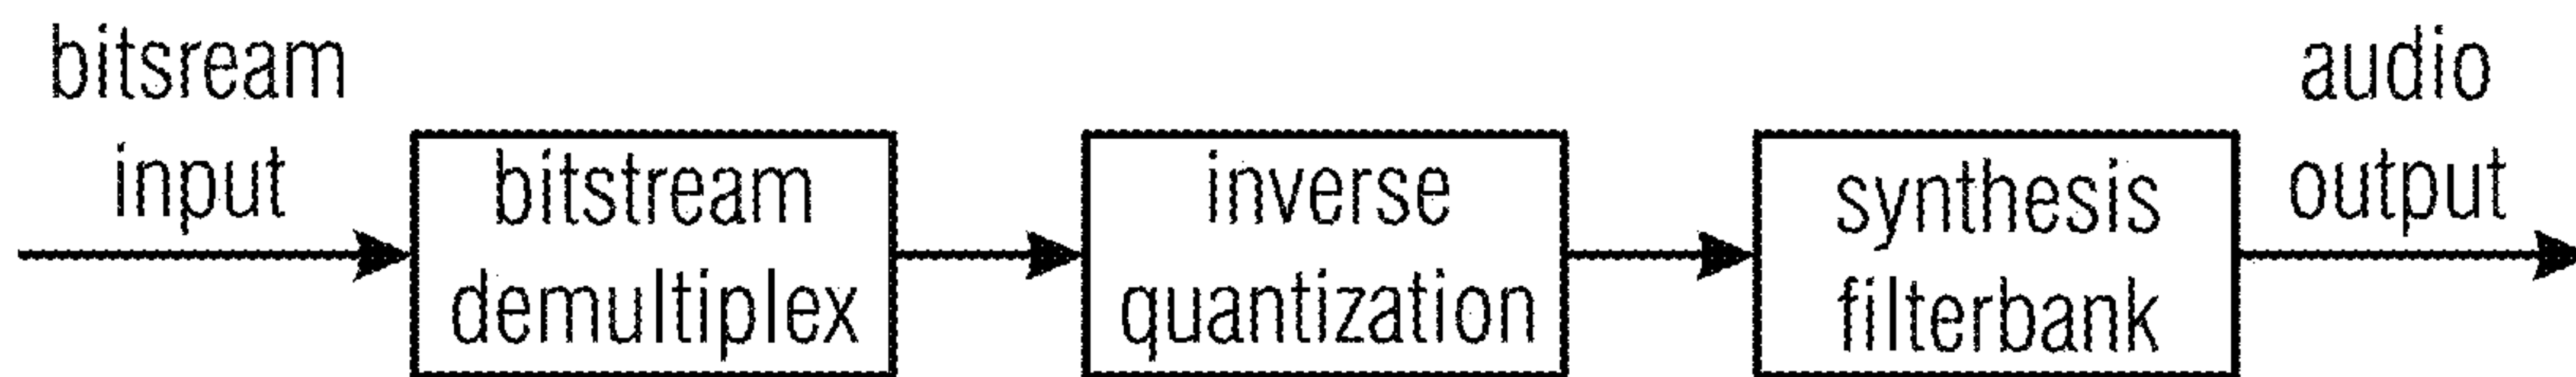 bitsream
input
bitstream
demultiplex
inverse
quantization
synthesis
filterbank
audio
output